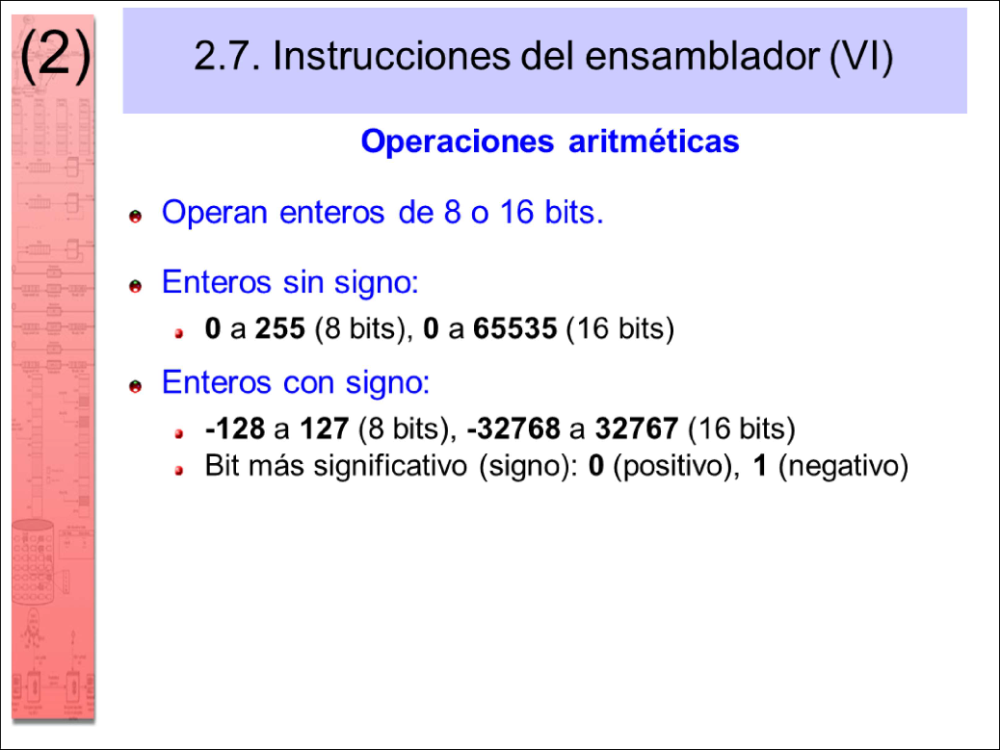 (2)
2.7. Instrucciones del ensamblador (VI)
Operaciones aritméticas
Operan enteros de 8 o 16 bits.
Enteros sin signo:
0 a 255 (8 bits), 0 a 65535 (16 bits)
Enteros con signo:
-128 a 127 (8 bits), -32768 a 32767 (16 bits)
Bit más significativo (signo): 0 (positivo), 1 (negativo)